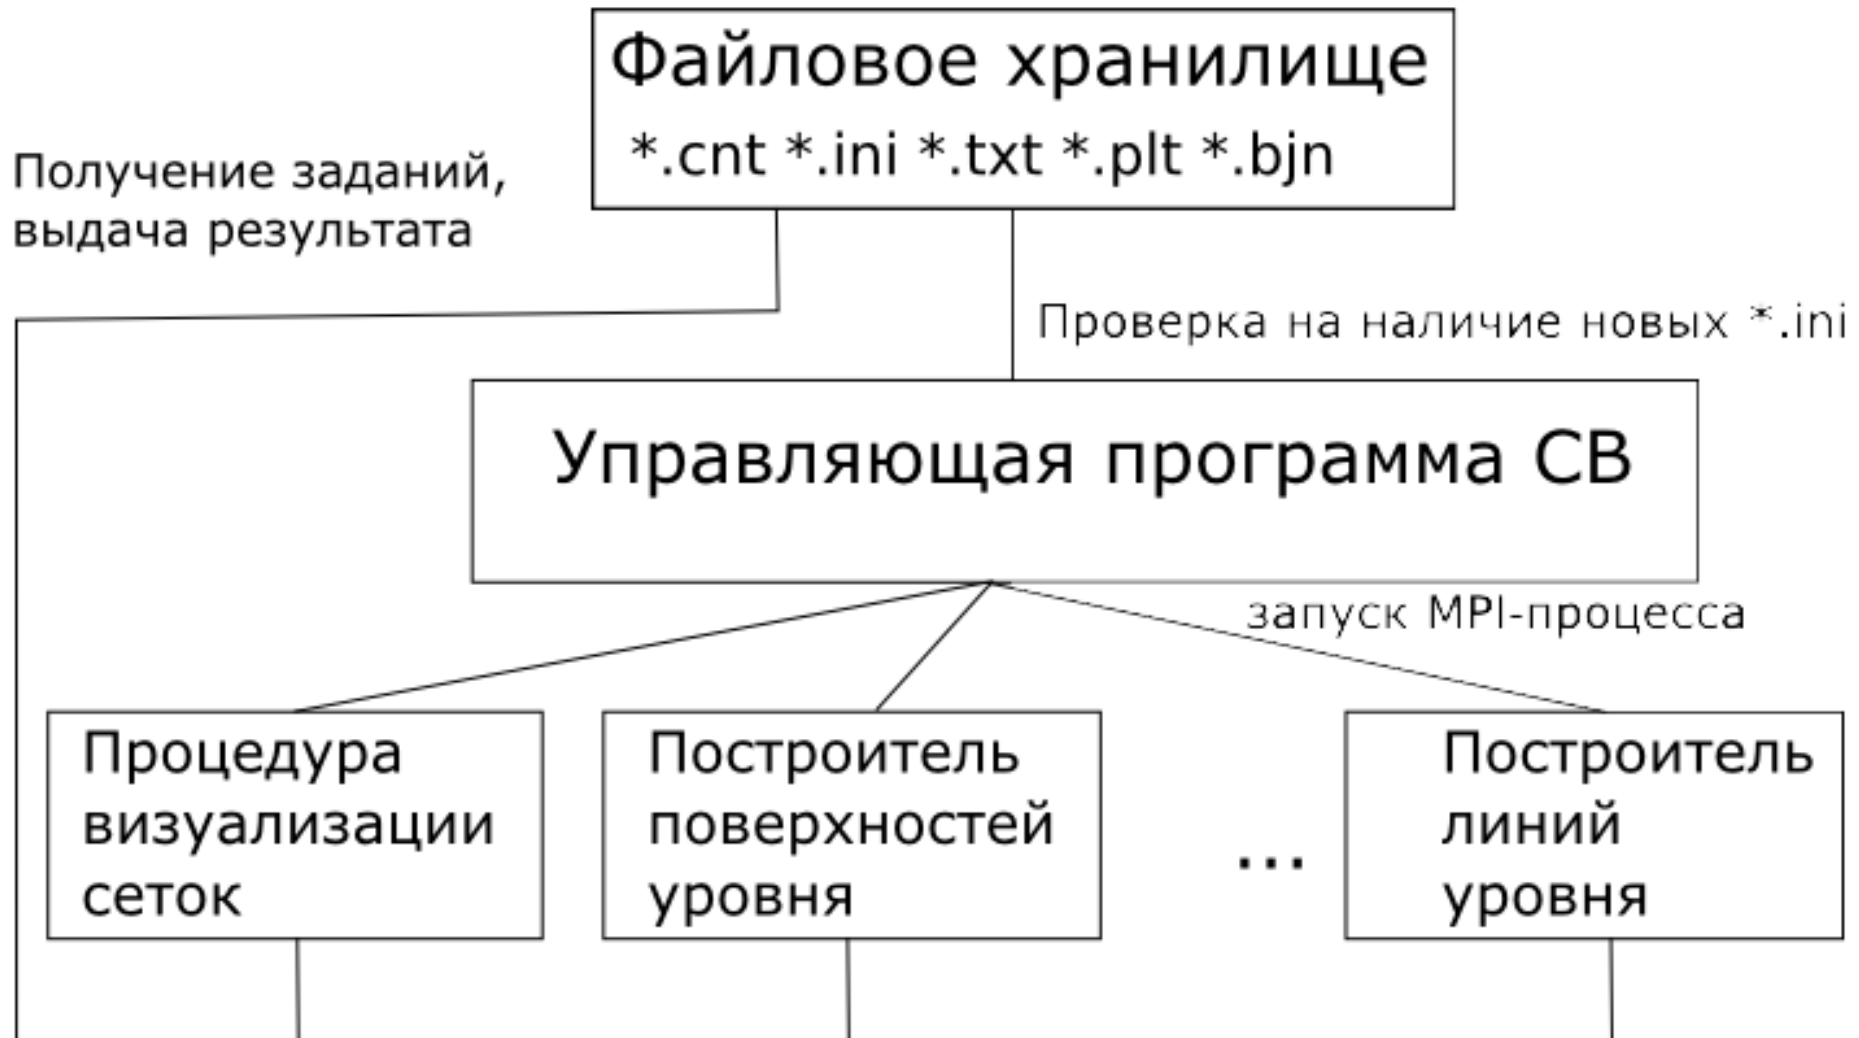 Файловое хранилище
*.cnt *.ini *.txt *.plt *.bjn
Получение заданий,
выдача результата
Проверка на наличие новых *.ini
Управляющая программа СВ
запуск MPI-процесса
Процедура
визуализации
сеток
Построитель
поверхностей
уровня
...
Построитель
линий
уровня